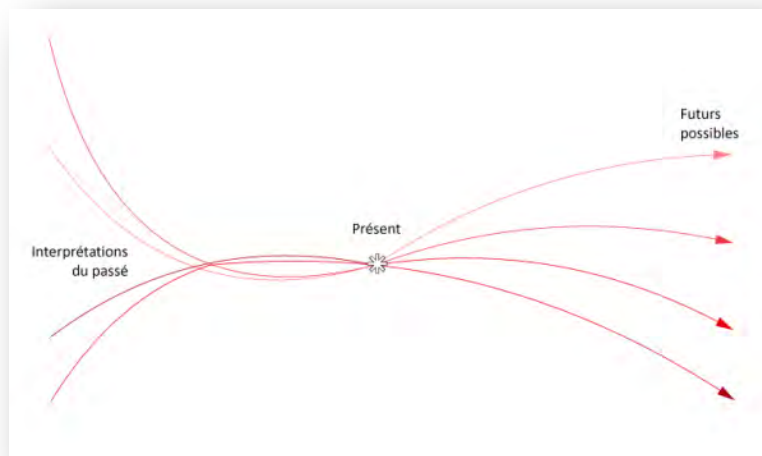 Interprétations
du passé
Présent
Futurs
possibles